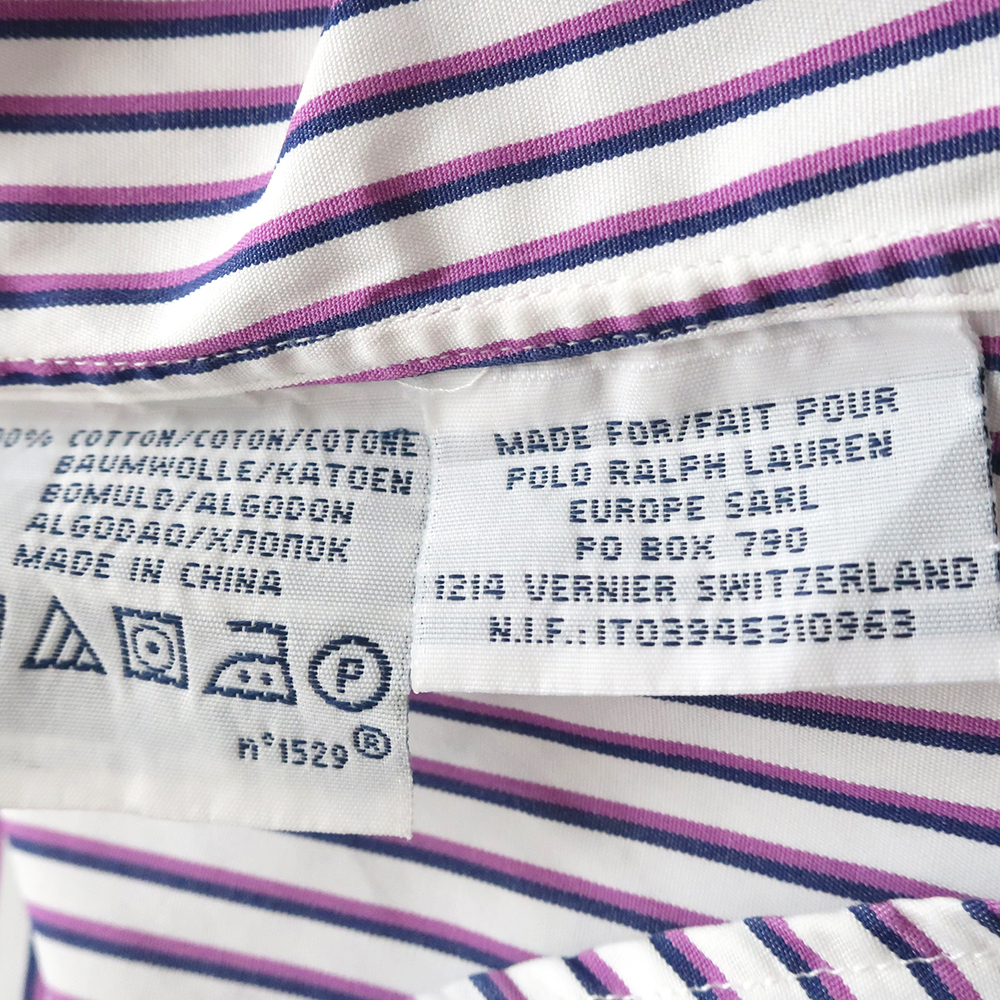 00% COTTON/COTON/COTONE
BAUMWOLLE/KATOEN
BOMULD/ALGODON
ALGODAO/ХЛОПОК
MADE IN CHINA
P
n°1529®
MADE FOR/FAIT POUR
POLO RALPH LAUREN
EUROPE SARL
PO BOX 790
1214 VERNIER SWITZERLAND
N.I.F.: IT03945310963